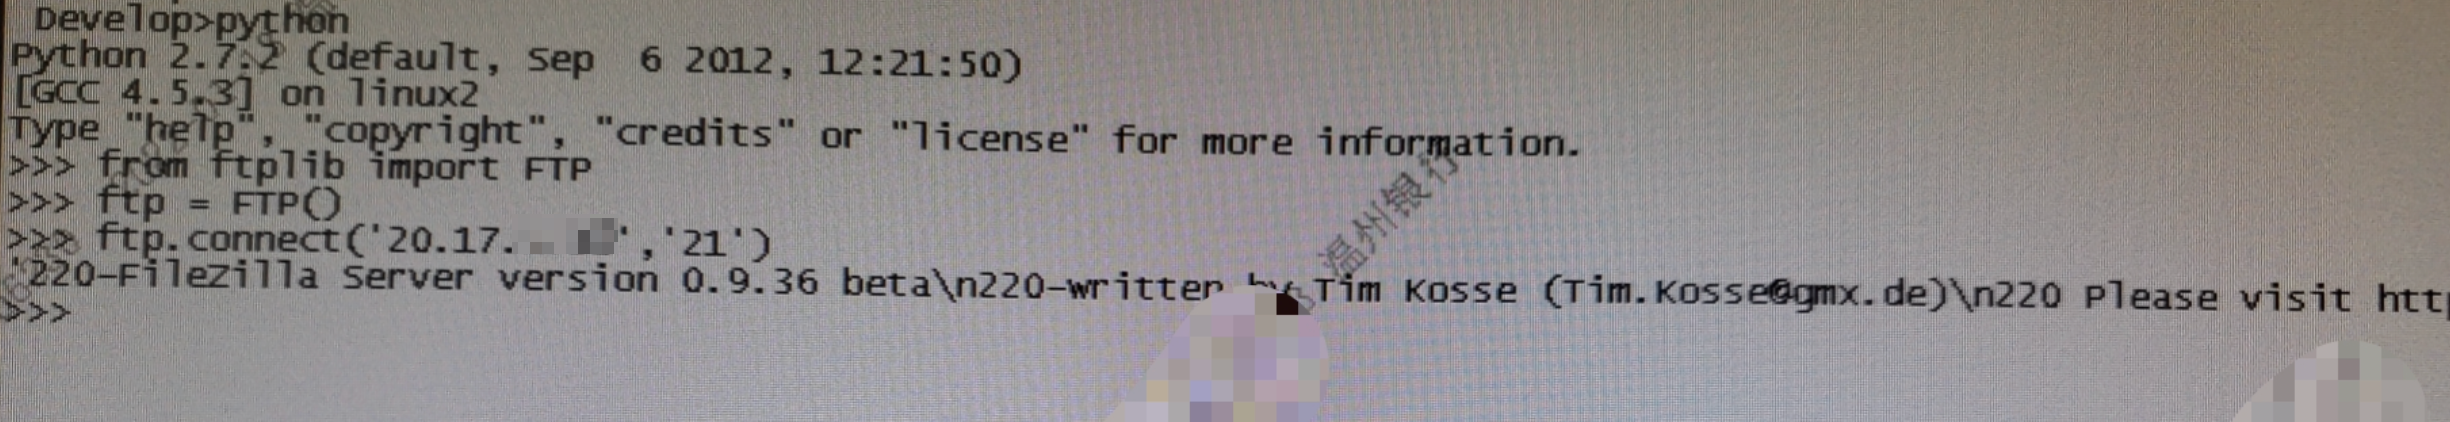 Develop>python
Python 2.7.2 (default, Sep  6 2012, 12:21:50)
[GCC 4.5.3] on linux2
Type "help", "copyright", "credits" or "license" for more information.
>>> from ftplib import FTP
>>> ftp = FTP()
>>> ftp.connect('20.17.','21')
'220-FileZilla Server version 0.9.36 beta\n220-written by Tim Kosse (Tim.Kosse@gmx.de)\n220 Please visit http
>>>
温州银行